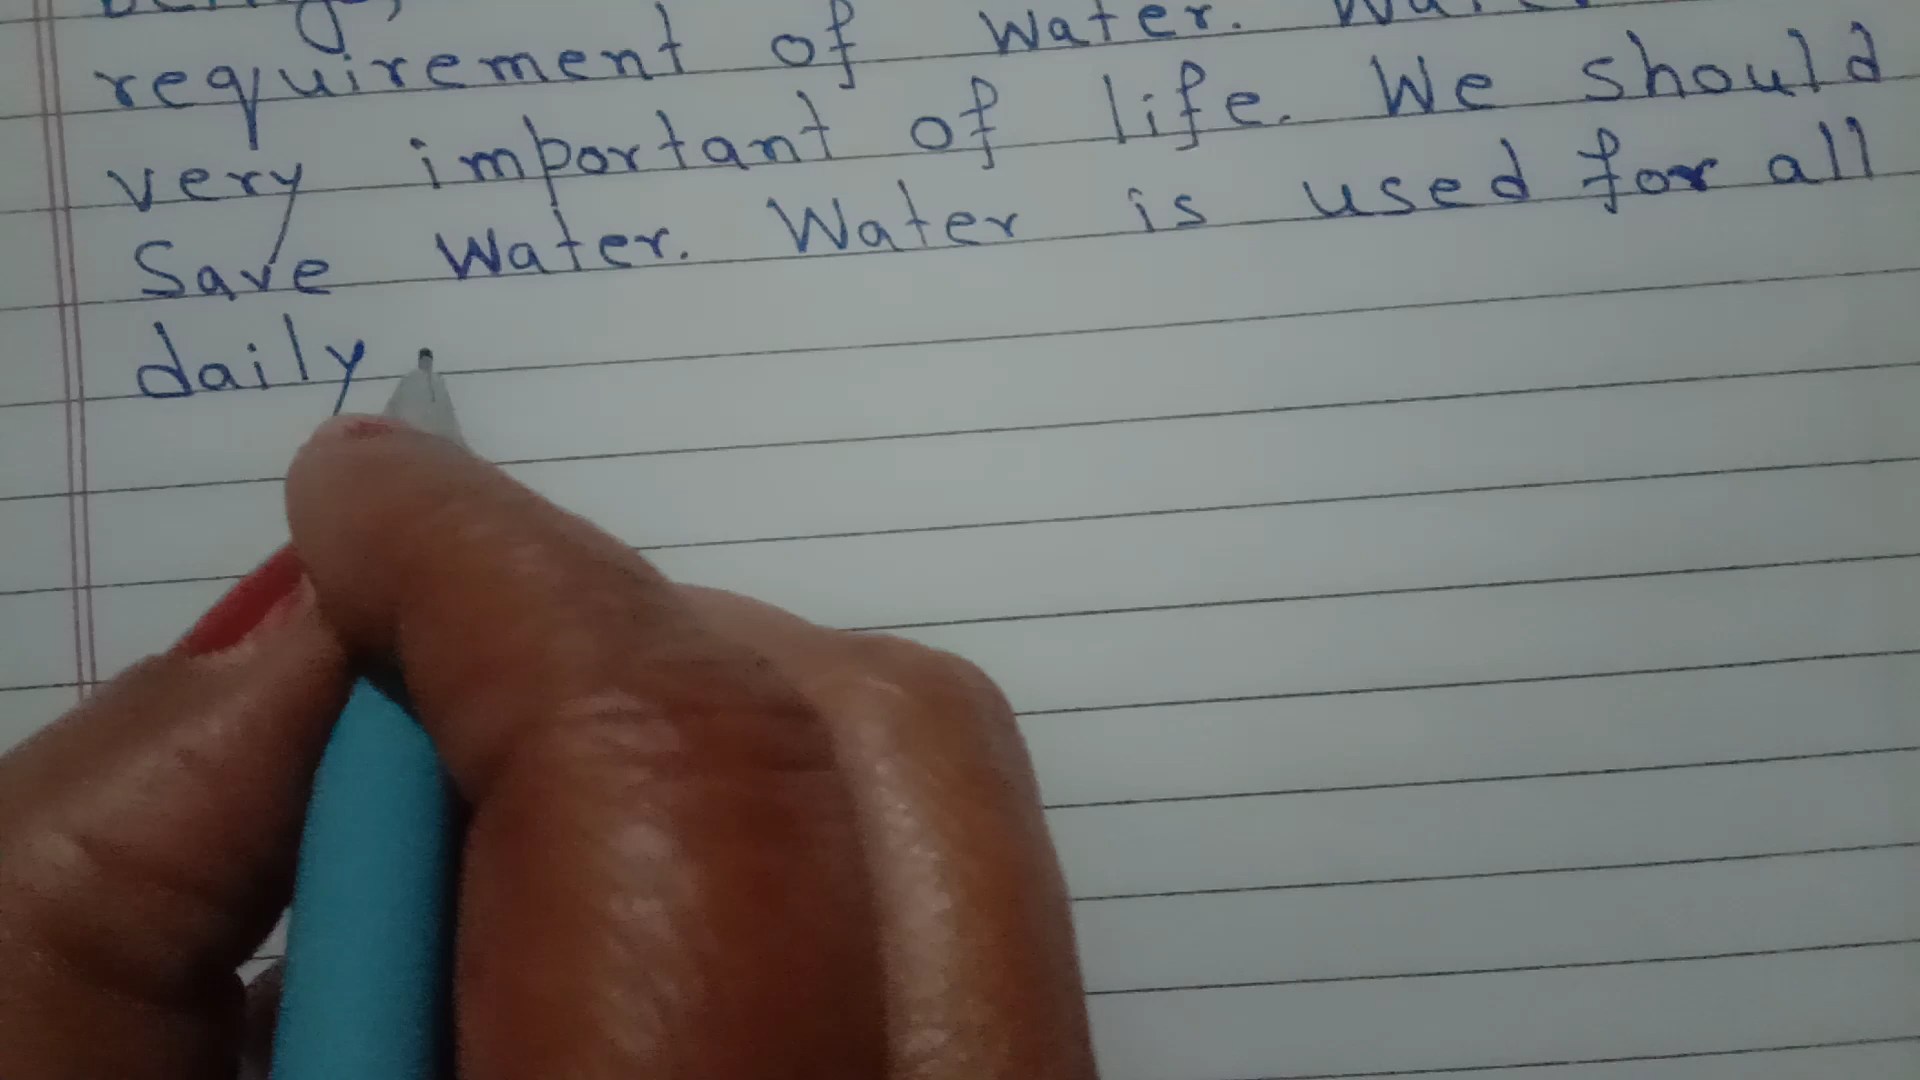 requirement of Water.
very important of life. We should
Save Water. Water is used for all
daily